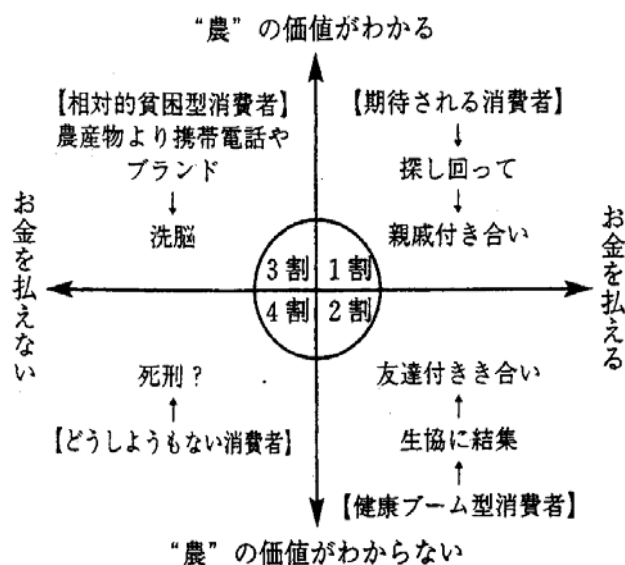 “農”の価値がわかる
【相対的貧困型消費者】
農産物より携帯電話や
ブランド
↓
洗脳
【期待される消費者】
↓
探し回って
↓
親戚付き合い
お金を払えない
3割
1割
4割
2割
お金を払える
死刑？
↑
【どうしようもない消費者】
友達付きき合い
↑
生協に結集
↑
【健康ブーム型消費者】
“農”の価値がわからない